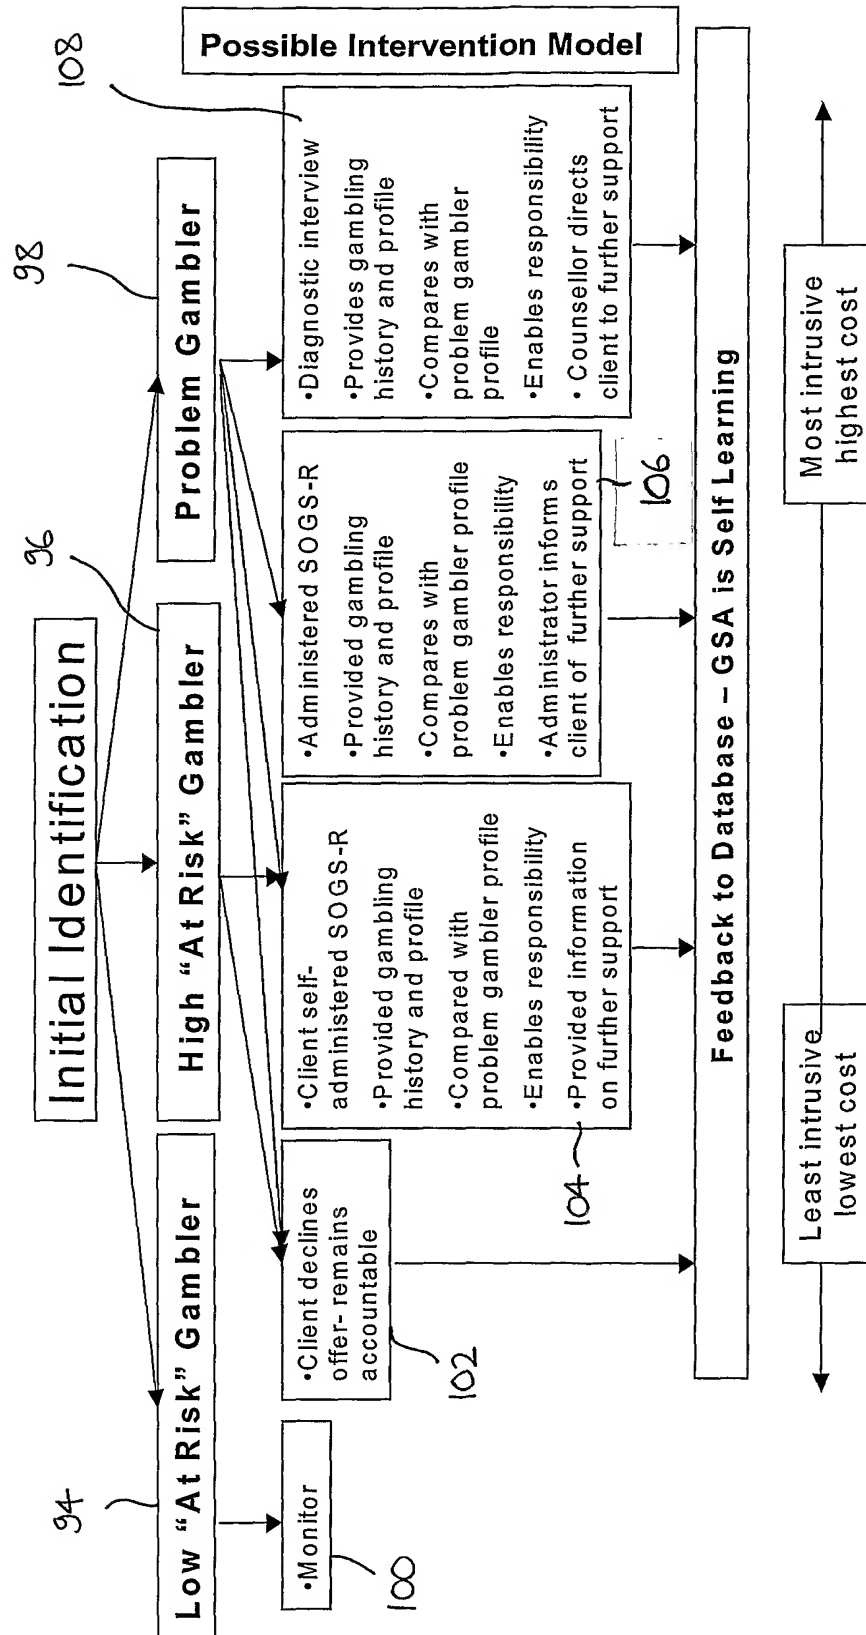 Initial Identification
94
96
98
108
Low "At Risk" Gambler
High "At Risk" Gambler
Problem Gambler
Possible Intervention Model
•Monitor
100
•Client declines
offer- remains
accountable
102
•Client self-
administered SOGS-R
•Provided gambling
history and profile
•Compared with
problem gambler profile
•Enables responsibility
•Provided information
on further support
104
•Administered SOGS-R
•Provided gambling
history and profile
•Compares with
problem gambler profile
•Enables responsibility
•Administrator informs
client of further support
106
•Diagnostic interview
•Provides gambling
history and profile
•Compares with
problem gambler
profile
•Enables responsibility
•Counsellor directs
client to further support
Feedback to Database – GSA is Self Learning
Least intrusive
lowest cost
Most intrusive
highest cost